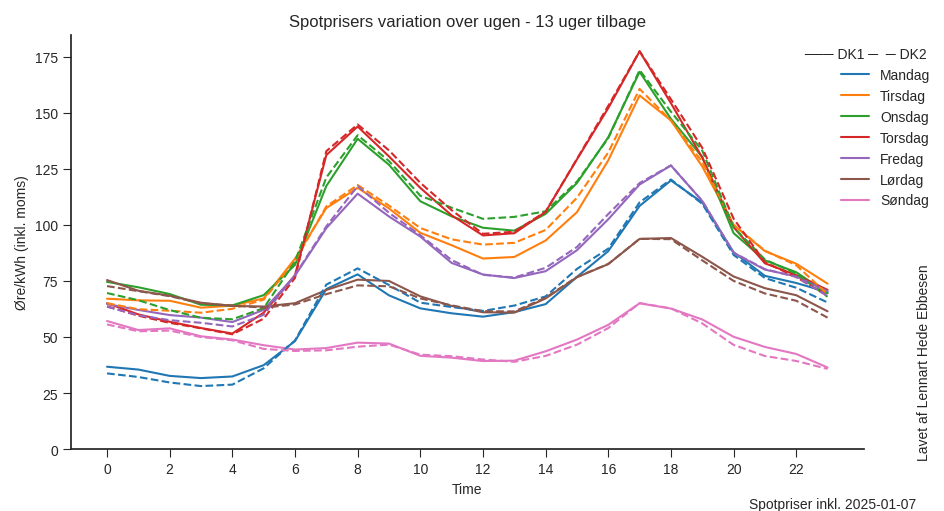 Spotprisers variation over ugen - 13 uger tilbage
Øre/kWh (inkl. moms)
175
150
125
100
75
50
25
0
0 2 4 6 8 10 12 14 16 18 20 22
Time
DK1 DK2
Mandag
Tirsdag
Onsdag
Torsdag
Fredag
Lørdag
Søndag
Lavet af Lennart Hede Ebbesen
Spotpriser inkl. 2025-01-07